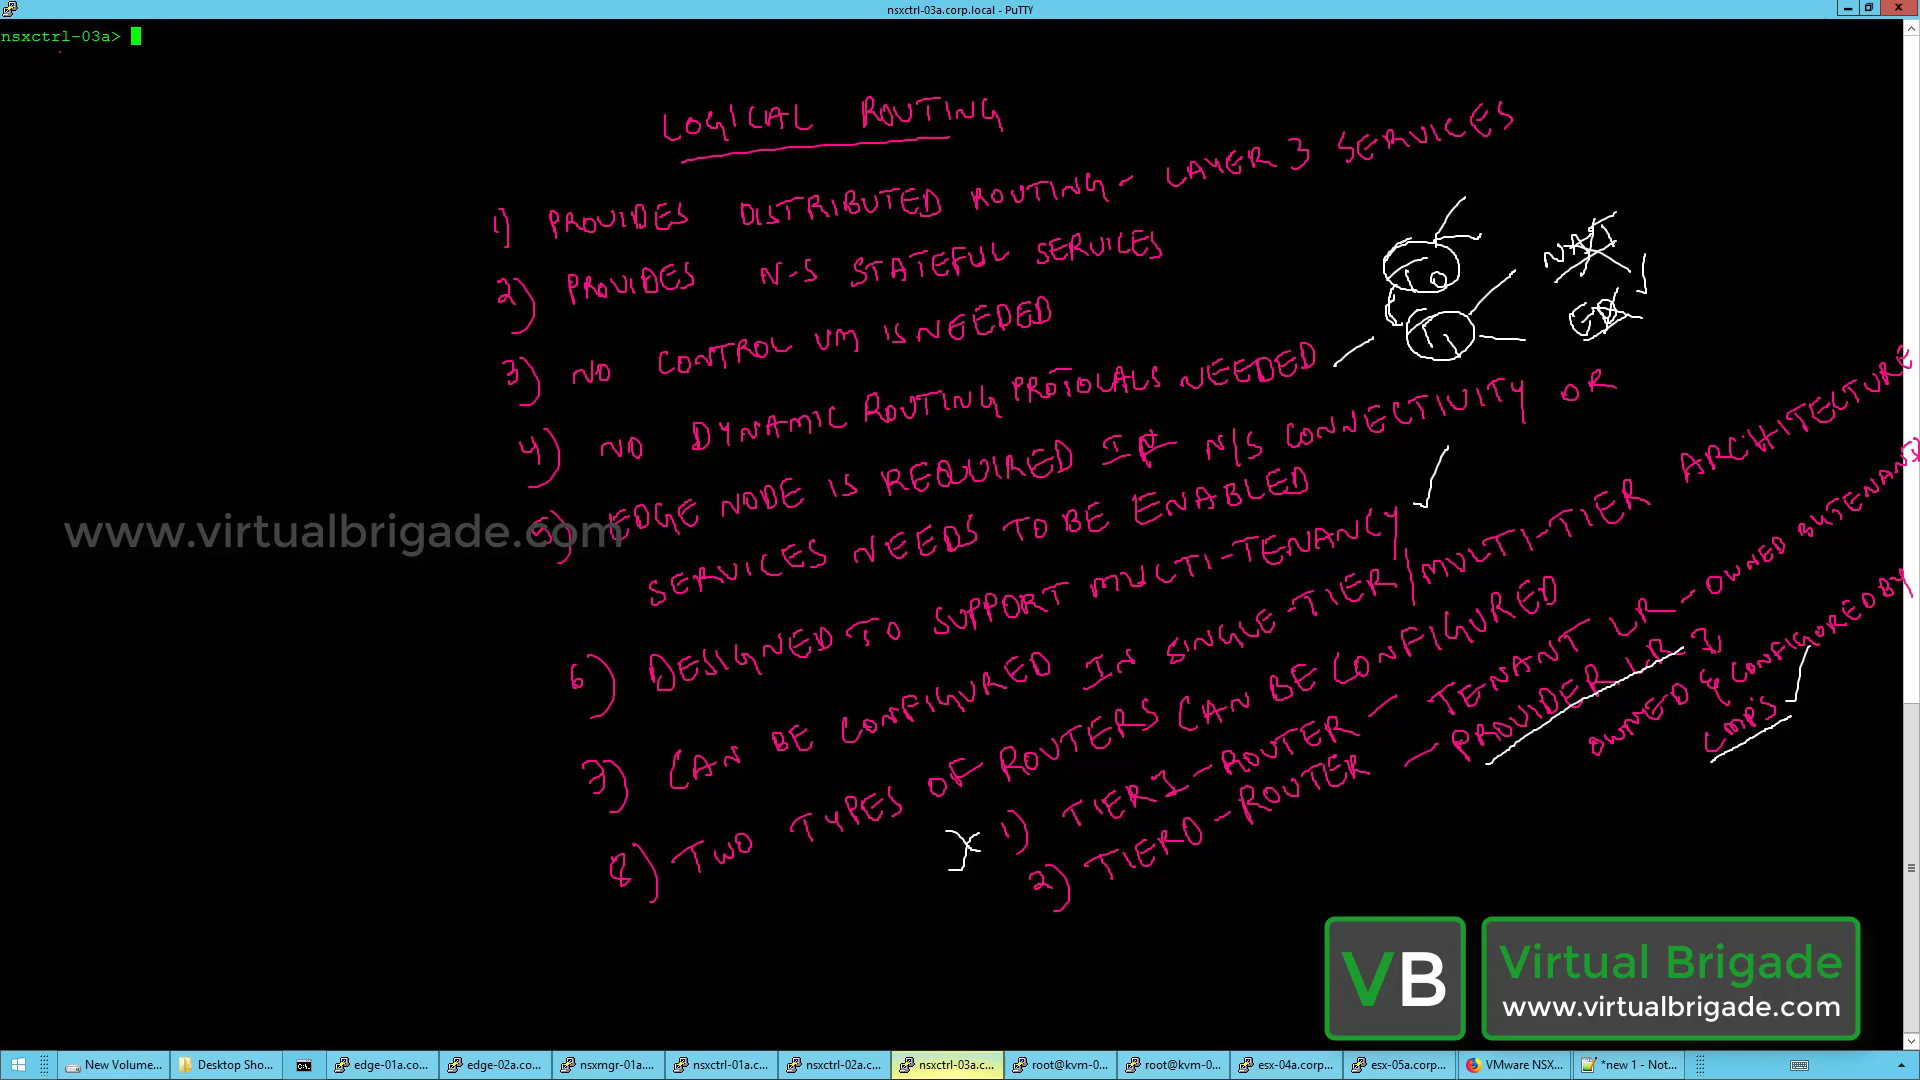 nsxctrl-03a.corp.local - PuTTY
nsxctrl-03a>
LOGICAL ROUTING
1) PROVIDES DISTRIBUTED ROUTING - LAYER 3 SERVICES
2) PROVIDES N-S STATEFUL SERVICES
NAT
3) NO CONTROL VM IS NEEDED
4) NO DYNAMIC ROUTING PROTOCALS NEEDED
5) EDGE NODE IS REQUIRED IF N/S CONNECTIVITY OR
SERVICES NEEDS TO BE ENABLED
6) DESIGNED TO SUPPORT MULTI-TENANCY
7) CAN BE CONFIGURED IN SINGLE-TIER/MULTI-TIER ARCHITECTURE
8) TWO TYPES OF ROUTERS CAN BE CONFIGURED
1) TIER1-ROUTER - TENANT LR - OWNED BY TENANTS
2) TIER0-ROUTER - PROVIDER LR
OWNED & CONFIGURED BY
CMPS
www.virtualbrigade.com
VB
Virtual Brigade
www.virtualbrigade.com
New Volume...
Desktop Sho...
edge-01a.co...
edge-02a.co...
nsxmgr-01a....
nsxctrl-01a.c...
nsxctrl-02a.c...
nsxctrl-03a.c...
root@kvm-0...
root@kvm-0...
esx-04a.corp...
esx-05a.corp...
VMware NSX...
*new 1 - Not...